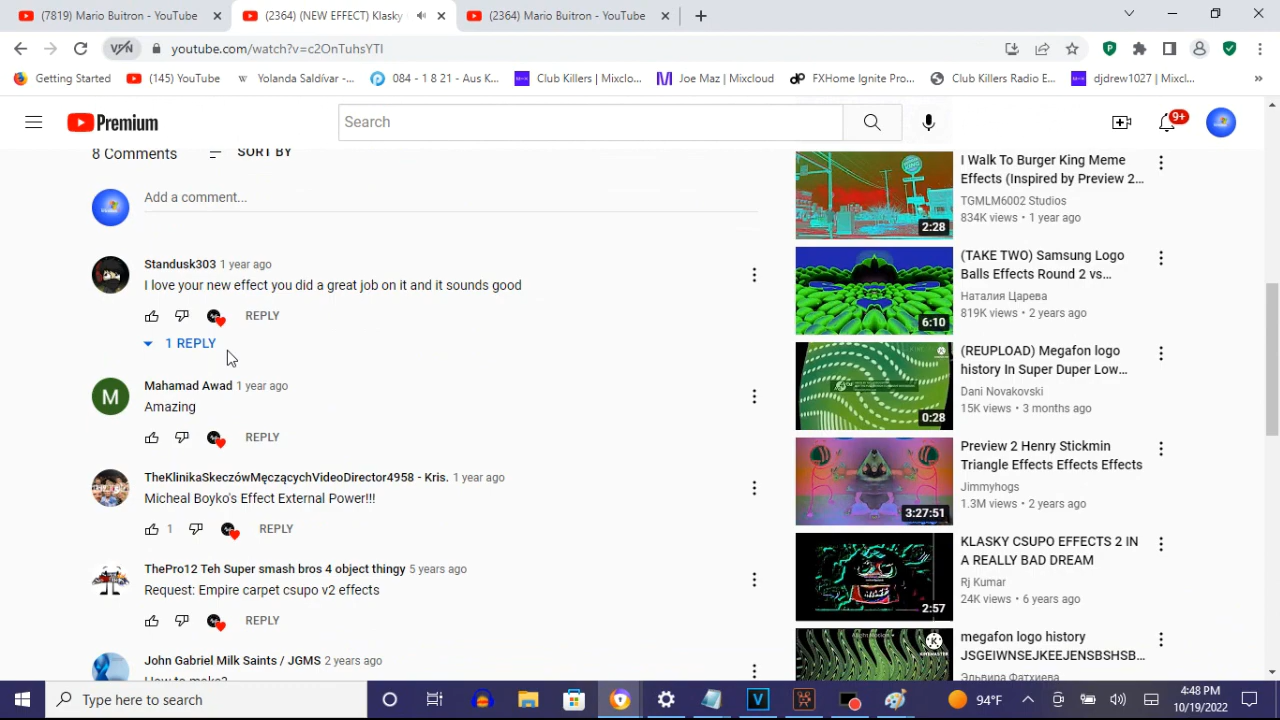 (7819) Mario Buitron - YouTube
(2364) (NEW EFFECT) Klasky
(2364) Mario Buitron - YouTube
VPN
youtube.com/watch?v=c2OnTuhsYTI
Getting Started
(145) YouTube
Yolanda Saldívar -...
084 - 1 8 21 - Aus K...
Club Killers | Mixclo...
Joe Maz | Mixcloud
FXHome Ignite Pro...
Club Killers Radio E...
djdrew1027 | Mixcl...
Premium
Search
9+
8 Comments
SORT BY
Add a comment...
Standusk303 1 year ago
I love your new effect you did a great job on it and it sounds good
REPLY
1 REPLY
M
Mahamad Awad 1 year ago
Amazing
REPLY
TheKlinikaSkeczówMęczącychVideoDirector4958 - Kris. 1 year ago
Micheal Boyko's Effect External Power!!!
1
REPLY
ThePro12 Teh Super smash bros 4 object thingy 5 years ago
Request: Empire carpet csupo v2 effects
REPLY
John Gabriel Milk Saints / JGMS 2 years ago
How to make?
2:28
I Walk To Burger King Meme
Effects (Inspired by Preview 2...
TGMLM6002 Studios
834K views • 1 year ago
6:10
(TAKE TWO) Samsung Logo
Balls Effects Round 2 vs...
Наталия Царева
819K views • 2 years ago
0:28
(REUPLOAD) Megafon logo
history In Super Duper Low...
Dani Novakovski
15K views • 3 months ago
3:27:51
Preview 2 Henry Stickmin
Triangle Effects Effects Effects
Jimmyhogs
1.3M views • 2 years ago
2:57
KLASKY CSUPO EFFECTS 2 IN
A REALLY BAD DREAM
Rj Kumar
24K views • 6 years ago
megafon logo history
JSGEIWNSEJKEEJENSBSHSB...
Эльвира Фатхиева
Type here to search
94°F
4:48 PM
10/19/2022